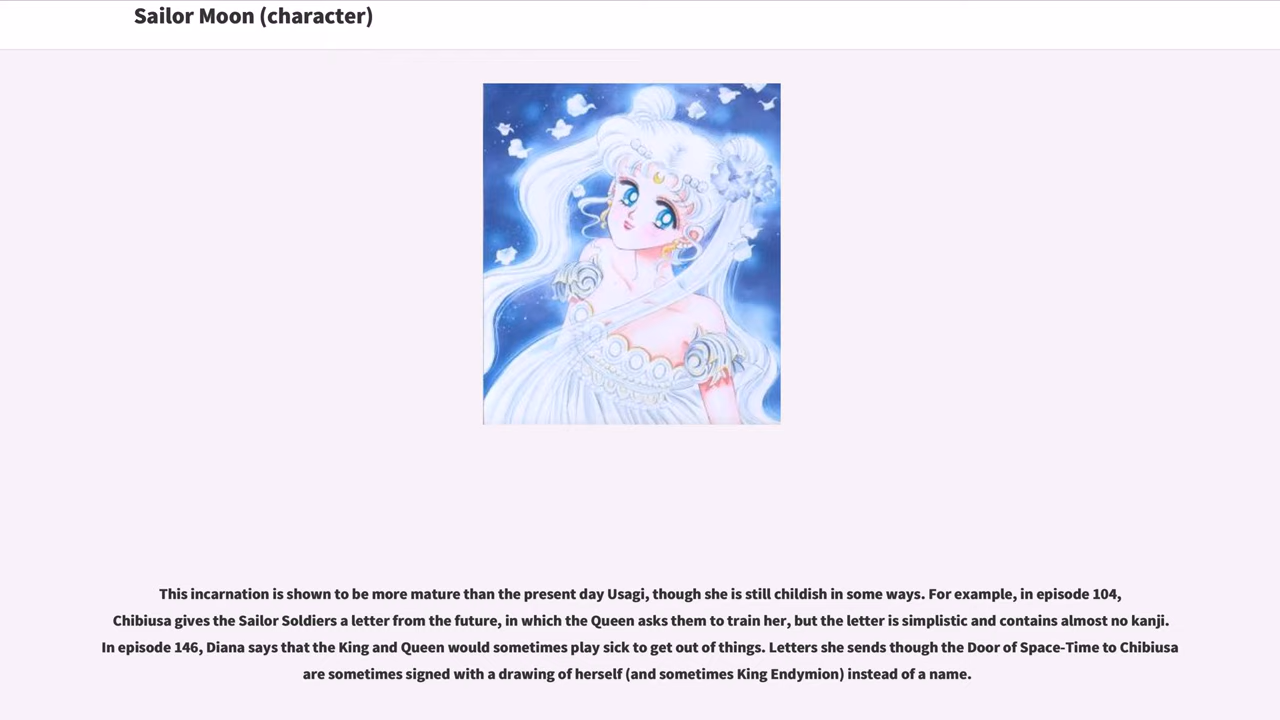 Sailor Moon (character)
This incarnation is shown to be more mature than the present day Usagi, though she is still childish in some ways. For example, in episode 104,
Chibiusa gives the Sailor Soldiers a letter from the future, in which the Queen asks them to train her, but the letter is simplistic and contains almost no kanji.
In episode 146, Diana says that the King and Queen would sometimes play sick to get out of things. Letters she sends though the Door of Space-Time to Chibiusa
are sometimes signed with a drawing of herself (and sometimes King Endymion) instead of a name.